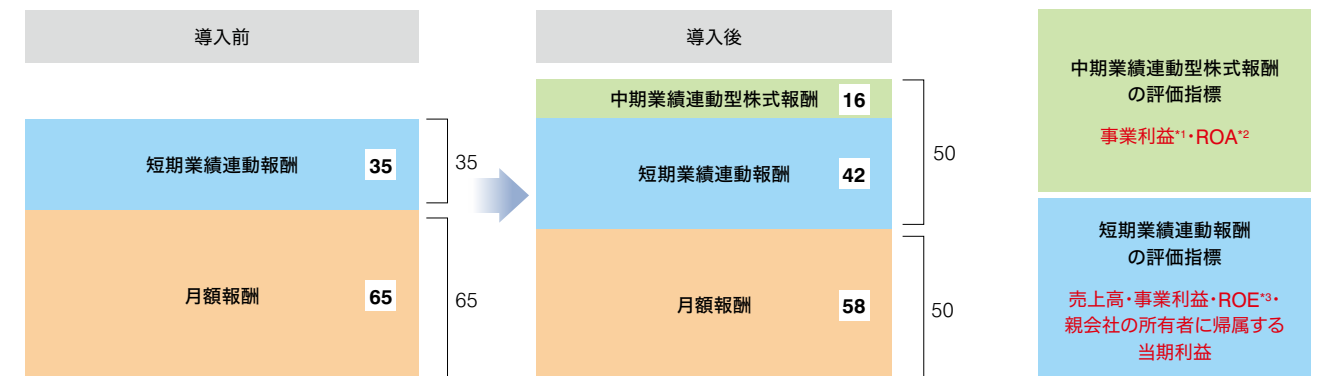 導入前
短期業績連動報酬 35
35
月額報酬 65
65
導入後
中期業績連動型株式報酬 16
短期業績連動報酬 42
50
月額報酬 58
50
中期業績連動型株式報酬
の評価指標
事業利益*1・ROA*2
短期業績連動報酬
の評価指標
売上高・事業利益・ROE*3・
親会社の所有者に帰属する
当期利益